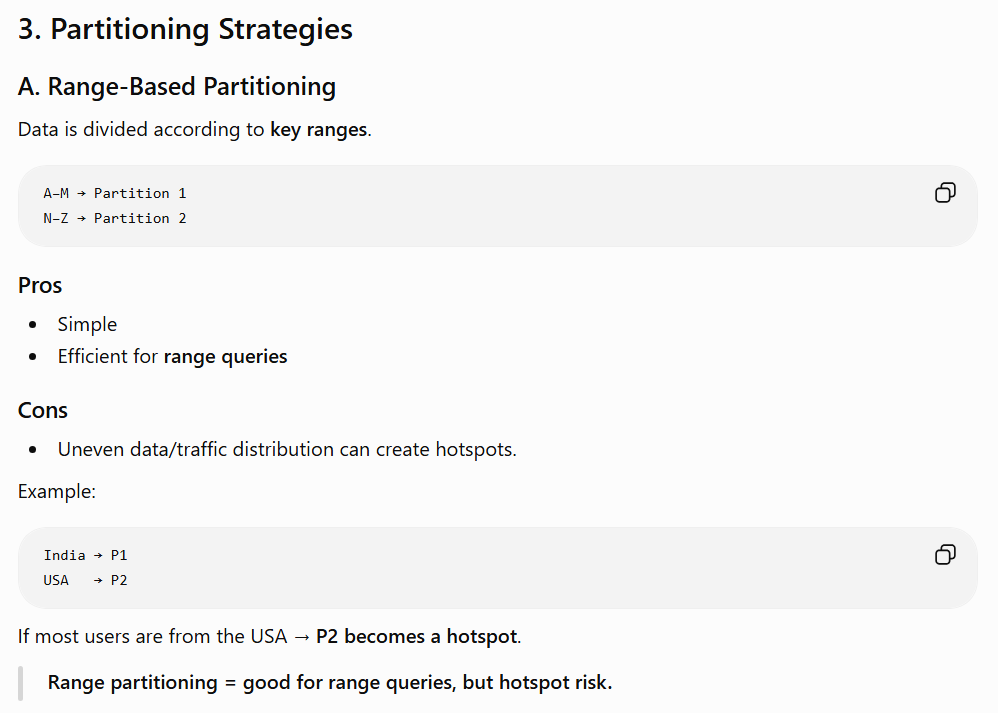 3. Partitioning Strategies
A. Range-Based Partitioning
Data is divided according to key ranges.
A–M → Partition 1
N–Z → Partition 2
Pros
• Simple
• Efficient for range queries
Cons
• Uneven data/traffic distribution can create hotspots.
Example:
India → P1
USA   → P2
If most users are from the USA → P2 becomes a hotspot.
Range partitioning = good for range queries, but hotspot risk.